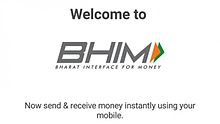 Welcome to
BHIM
BHARAT INTERFACE FOR MONEY
Now send & receive money instantly using your
mobile.